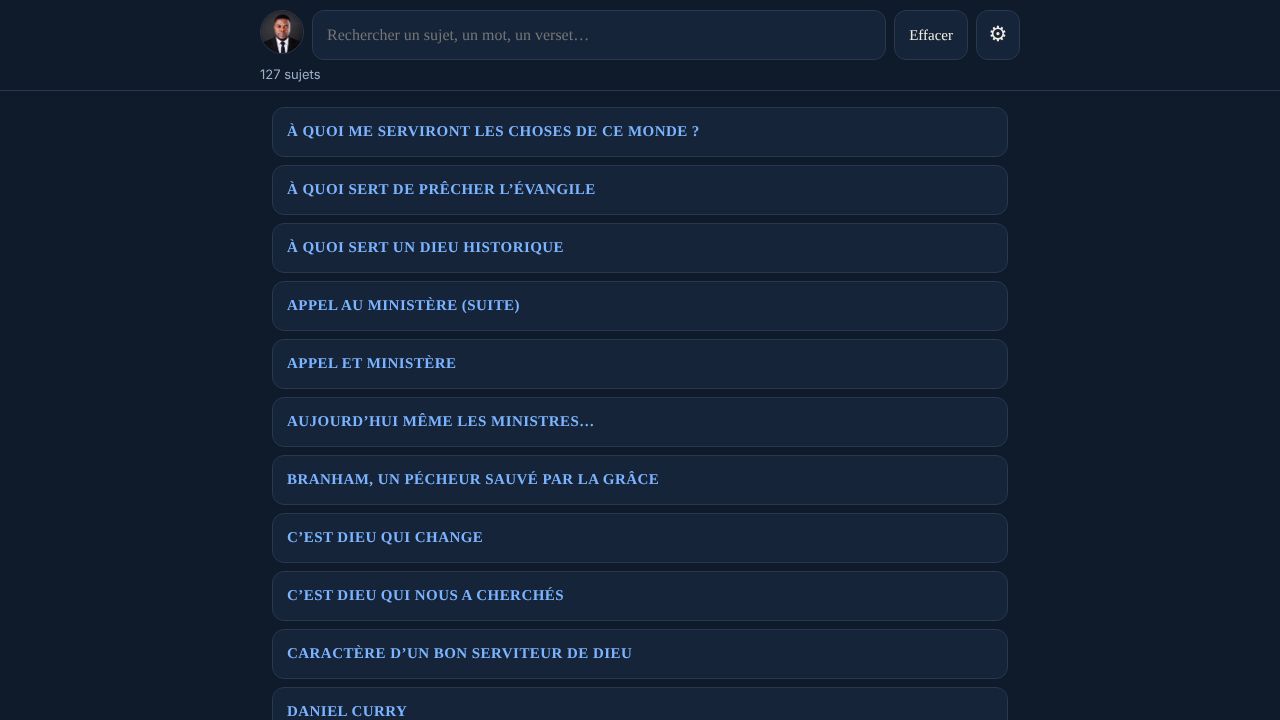 Rechercher un sujet, un mot, un verset…
Effacer
127 sujets
À QUOI ME SERVIRONT LES CHOSES DE CE MONDE ?
À QUOI SERT DE PRÊCHER L’ÉVANGILE
À QUOI SERT UN DIEU HISTORIQUE
APPEL AU MINISTÈRE (SUITE)
APPEL ET MINISTÈRE
AUJOURD’HUI MÊME LES MINISTRES…
BRANHAM, UN PÉCHEUR SAUVÉ PAR LA GRÂCE
C’EST DIEU QUI CHANGE
C’EST DIEU QUI NOUS A CHERCHÉS
CARACTÈRE D’UN BON SERVITEUR DE DIEU
DANIEL CURRY